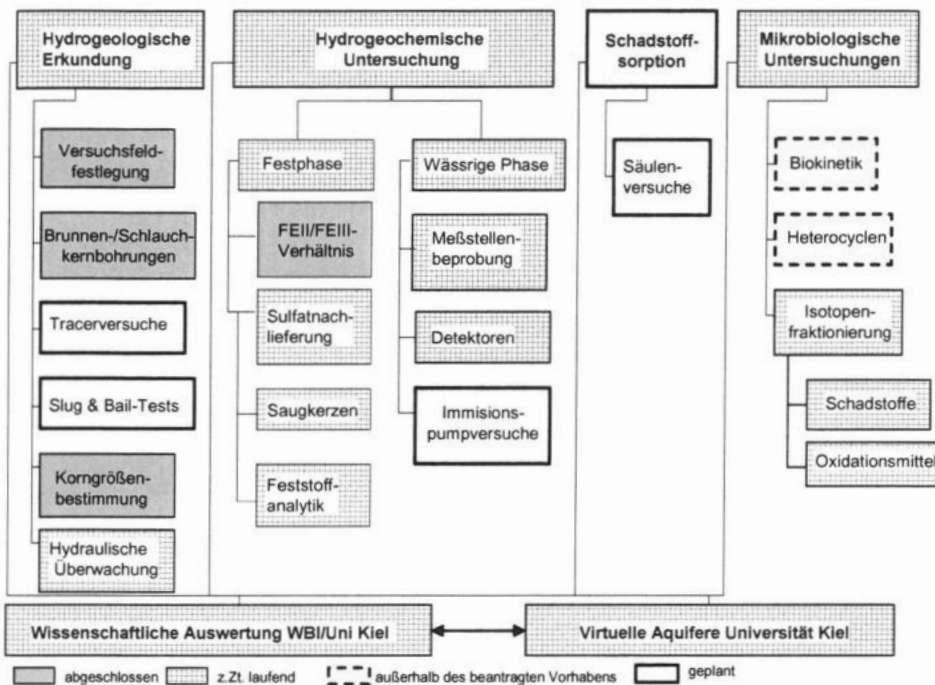 Hydrogeologische
Erkundung
Hydrogeochemische
Untersuchung
Schadstoff-
sorption
Mikrobiologische
Untersuchungen
Versuchsfeld-
festlegung
Brunnen-/Schlauch
kernbohrungen
Tracerversuche
Slug & Bail-Tests
Korngrößen-
bestimmung
Hydraulische
Überwachung
Festphase
FEII/FEIII-
Verhältnis
Sulfatnach-
lieferung
Saugkerzen
Feststoff-
analytik
Wässrige Phase
Meßstellen-
beprobung
Detektoren
Immisions-
pumpversuche
Säulen-
versuche
Biokinetik
Heterocyclen
Isotopen-
fraktionierung
Schadstoffe
Oxidationsmittel
Wissenschaftliche Auswertung WBI/Uni Kiel
Virtuelle Aquifere Universität Kiel
abgeschlossen
z.Zt. laufend
außerhalb des beantragten Vorhabens
geplant